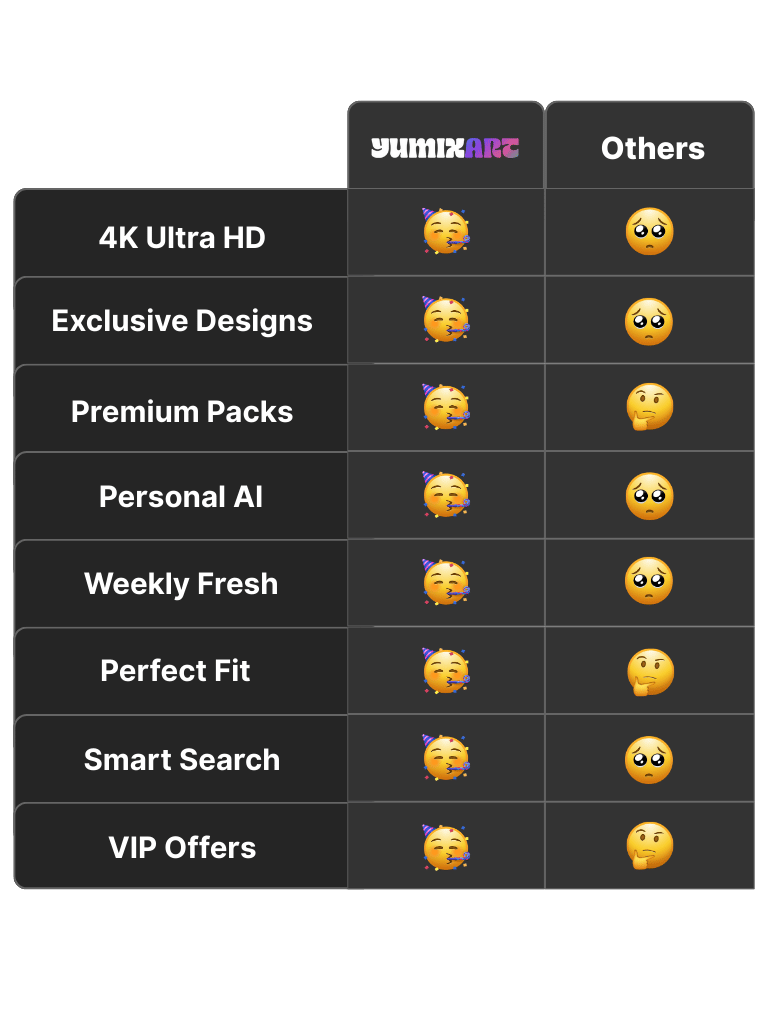 YUMIXART
Others
4K Ultra HD
Exclusive Designs
Premium Packs
Personal AI
Weekly Fresh
Perfect Fit
Smart Search
VIP Offers